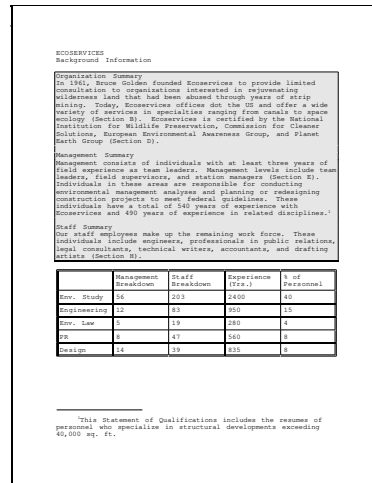 ECOSERVICES
Background Information
Organization Summary
In 1961, Bruce Golden founded Ecoservices to provide limited
consultation to organizations interested in rejuvenating
wilderness land that had been abused through years of strip
mining. Today, Ecoservices offices dot the US and offer a wide
variety of services in specialties ranging from canals to space
ecology (Section B). Ecoservices is certified by the National
Institution for Wildlife Preservation, Commission for Cleaner
Solutions, European Environmental Awareness Group, and Planet
Earth Group (Section D).
Management Summary
Management consists of individuals with at least three years of
field experience as team leaders. Management levels include team
leaders, field supervisors, and station managers (Section E).
Individuals in these areas are responsible for conducting
environmental management analyses and planning or redesigning
construction projects to meet federal guidelines. These
individuals have a total of 540 years of experience with
Ecoservices and 490 years of experience in related disciplines.1
Staff Summary
Our staff employees make up the remaining work force. These
individuals include engineers, professionals in public relations,
legal consultants, technical writers, accountants, and drafting
artists (Section H).
Management Breakdown Staff Breakdown Experience (Yrs.) % of Personnel
Env. Study 56 203 2400 40
Engineering 12 83 950 15
Env. Law 5 19 280 4
PR 8 47 560 8
Design 14 39 835 8
1This Statement of Qualifications includes the resumes of
personnel who specialize in structural developments exceeding
40,000 sq. ft.